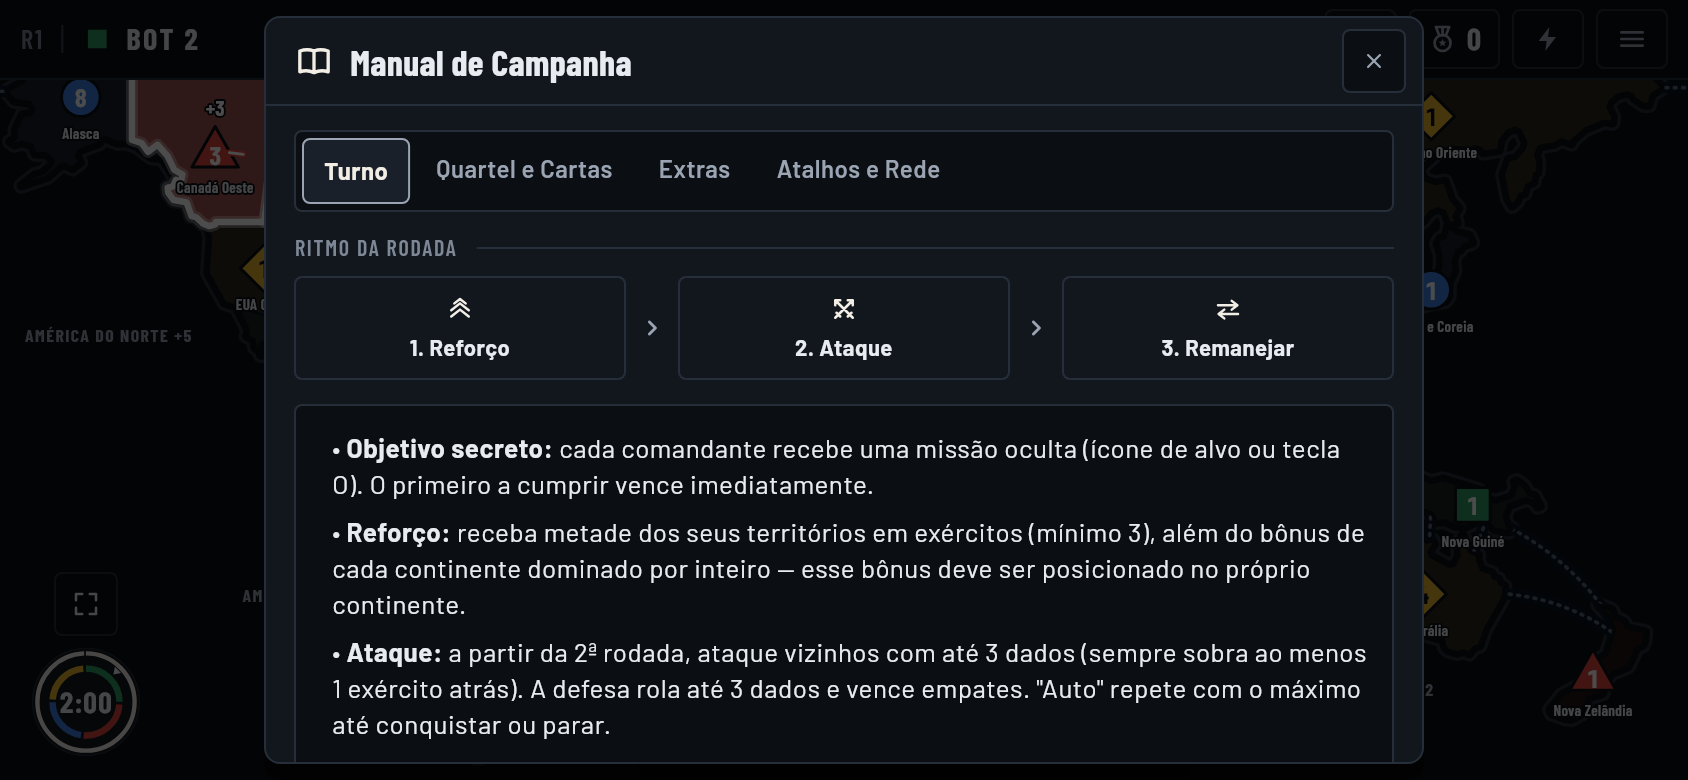 R1
BOT 2
0
Manual de Campanha
Turno
Quartel e Cartas
Extras
Atalhos e Rede
RITMO DA RODADA
1. Reforço
2. Ataque
3. Remanejar
• Objetivo secreto: cada comandante recebe uma missão oculta (ícone de alvo ou tecla
O). O primeiro a cumprir vence imediatamente.
• Reforço: receba metade dos seus territórios em exércitos (mínimo 3), além do bônus de
cada continente dominado por inteiro — esse bônus deve ser posicionado no próprio
continente.
• Ataque: a partir da 2ª rodada, ataque vizinhos com até 3 dados (sempre sobra ao menos
1 exército atrás). A defesa rola até 3 dados e vence empates. "Auto" repete com o máximo
até conquistar ou parar.
8
Alasca
+3
3
Canadá Oeste
EUA
AMÉRICA DO NORTE +5
AM
2:00
1
Oriente
1
e Coreia
1
Nova Guiné
2
1
Nova Zelândia